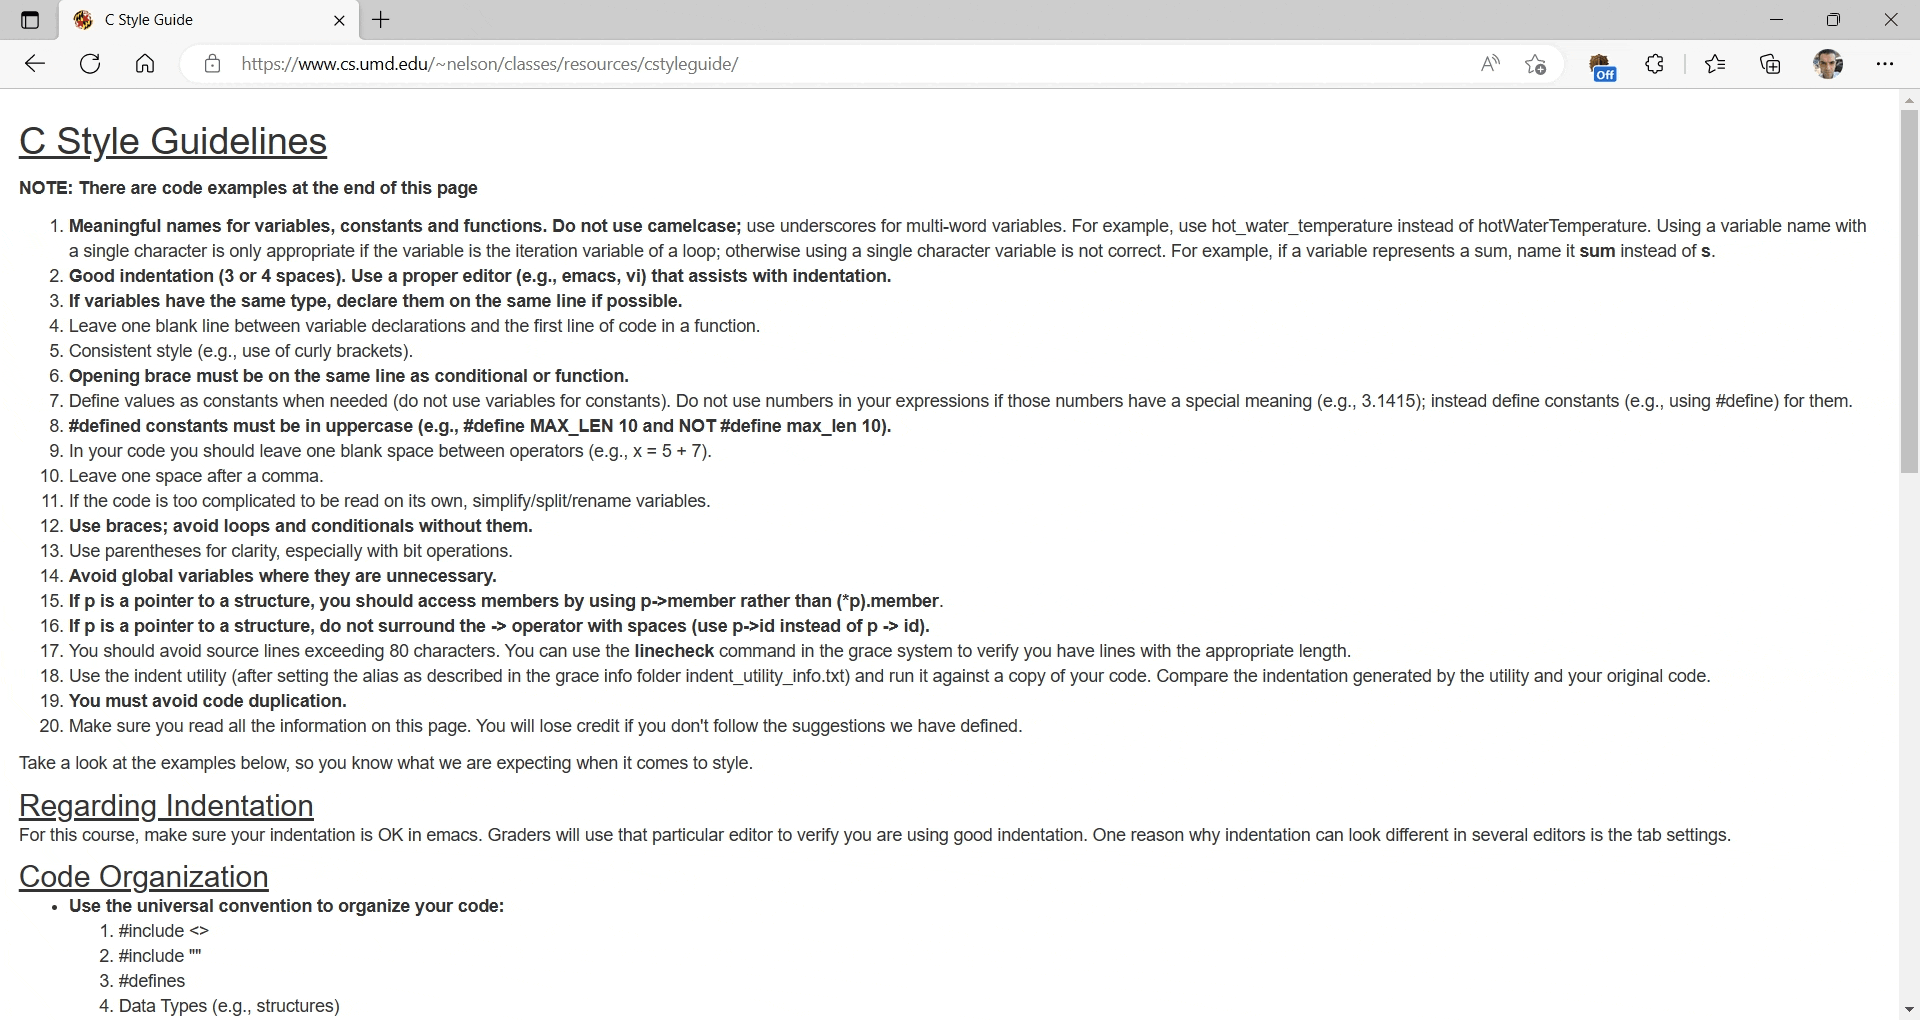 C Style Guide
https://www.cs.umd.edu/~nelson/classes/resources/cstyleguide/
Off
C Style Guidelines
NOTE: There are code examples at the end of this page
1. Meaningful names for variables, constants and functions. Do not use camelcase; use underscores for multi-word variables. For example, use hot_water_temperature instead of hotWaterTemperature. Using a variable name with
a single character is only appropriate if the variable is the iteration variable of a loop; otherwise using a single character variable is not correct. For example, if a variable represents a sum, name it sum instead of s.
2. Good indentation (3 or 4 spaces). Use a proper editor (e.g., emacs, vi) that assists with indentation.
3. If variables have the same type, declare them on the same line if possible.
4. Leave one blank line between variable declarations and the first line of code in a function.
5. Consistent style (e.g., use of curly brackets).
6. Opening brace must be on the same line as conditional or function.
7. Define values as constants when needed (do not use variables for constants). Do not use numbers in your expressions if those numbers have a special meaning (e.g., 3.1415); instead define constants (e.g., using #define) for them.
8. #defined constants must be in uppercase (e.g., #define MAX_LEN 10 and NOT #define max_len 10).
9. In your code you should leave one blank space between operators (e.g., x = 5 + 7).
10. Leave one space after a comma.
11. If the code is too complicated to be read on its own, simplify/split/rename variables.
12. Use braces; avoid loops and conditionals without them.
13. Use parentheses for clarity, especially with bit operations.
14. Avoid global variables where they are unnecessary.
15. If p is a pointer to a structure, you should access members by using p->member rather than (*p).member.
16. If p is a pointer to a structure, do not surround the -> operator with spaces (use p->id instead of p -> id).
17. You should avoid source lines exceeding 80 characters. You can use the linecheck command in the grace system to verify you have lines with the appropriate length.
18. Use the indent utility (after setting the alias as described in the grace info folder indent_utility_info.txt) and run it against a copy of your code. Compare the indentation generated by the utility and your original code.
19. You must avoid code duplication.
20. Make sure you read all the information on this page. You will lose credit if you don't follow the suggestions we have defined.
Take a look at the examples below, so you know what we are expecting when it comes to style.
Regarding Indentation
For this course, make sure your indentation is OK in emacs. Graders will use that particular editor to verify you are using good indentation. One reason why indentation can look different in several editors is the tab settings.
Code Organization
• Use the universal convention to organize your code:
1. #include <>
2. #include ""
3. #defines
4. Data Types (e.g., structures)